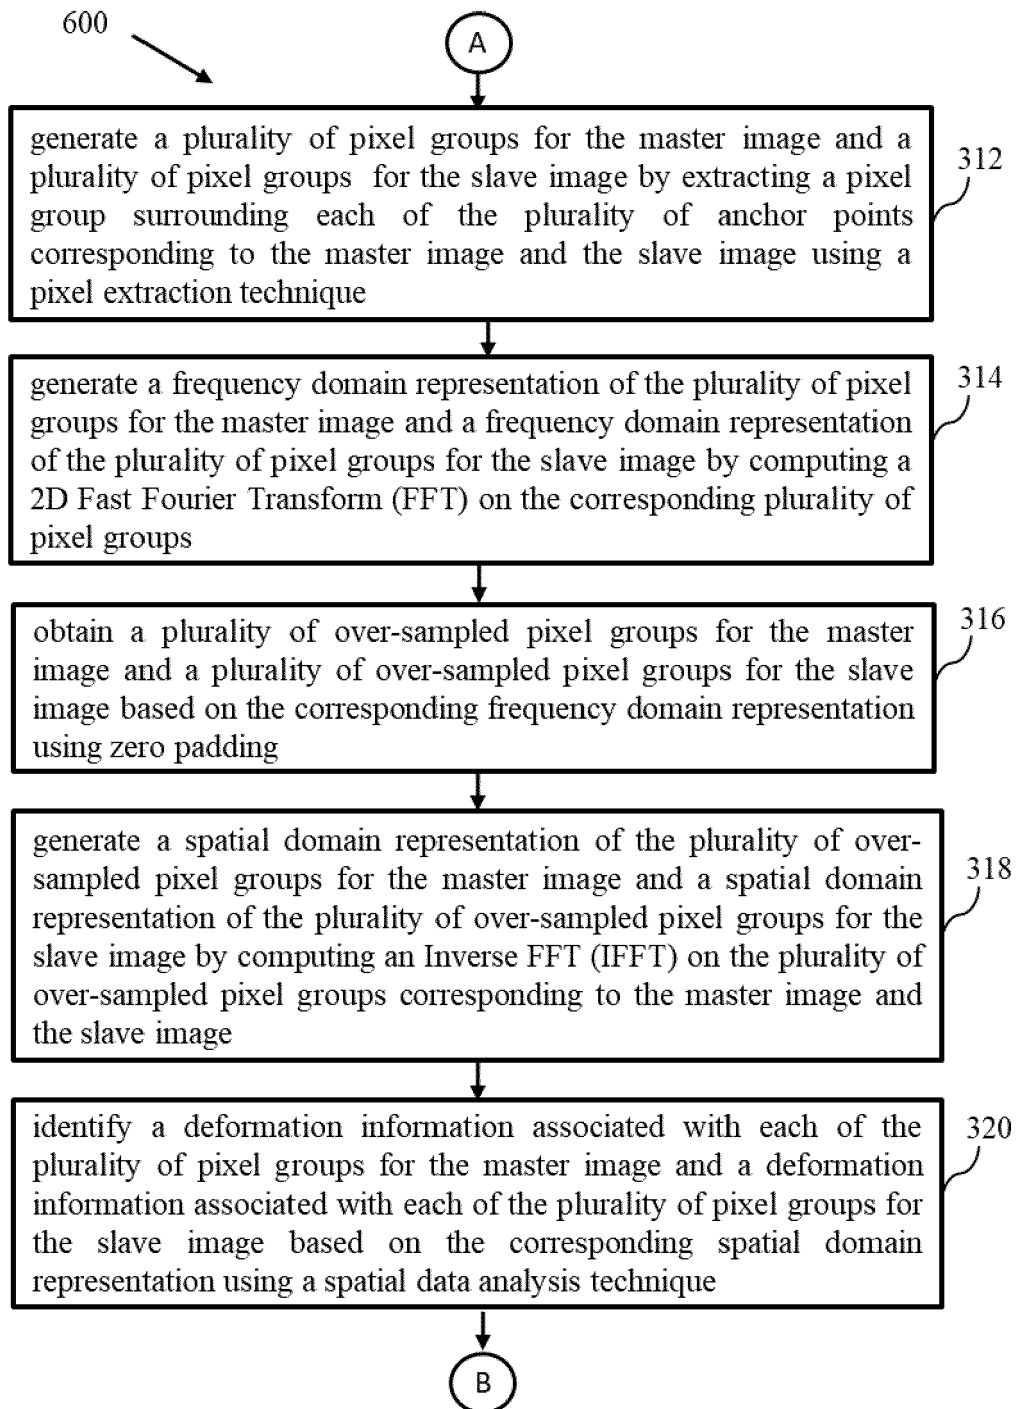 600
A
generate a plurality of pixel groups for the master image and a
plurality of pixel groups for the slave image by extracting a pixel
group surrounding each of the plurality of anchor points
corresponding to the master image and the slave image using a
pixel extraction technique
312
generate a frequency domain representation of the plurality of pixel
groups for the master image and a frequency domain representation
of the plurality of pixel groups for the slave image by computing a
2D Fast Fourier Transform (FFT) on the corresponding plurality of
pixel groups
314
obtain a plurality of over-sampled pixel groups for the master
image and a plurality of over-sampled pixel groups for the slave
image based on the corresponding frequency domain representation
using zero padding
316
generate a spatial domain representation of the plurality of over-
sampled pixel groups for the master image and a spatial domain
representation of the plurality of over-sampled pixel groups for the
slave image by computing an Inverse FFT (IFFT) on the plurality of
over-sampled pixel groups corresponding to the master image and
the slave image
318
identify a deformation information associated with each of the
plurality of pixel groups for the master image and a deformation
information associated with each of the plurality of pixel groups for
the slave image based on the corresponding spatial domain
representation using a spatial data analysis technique
320
B